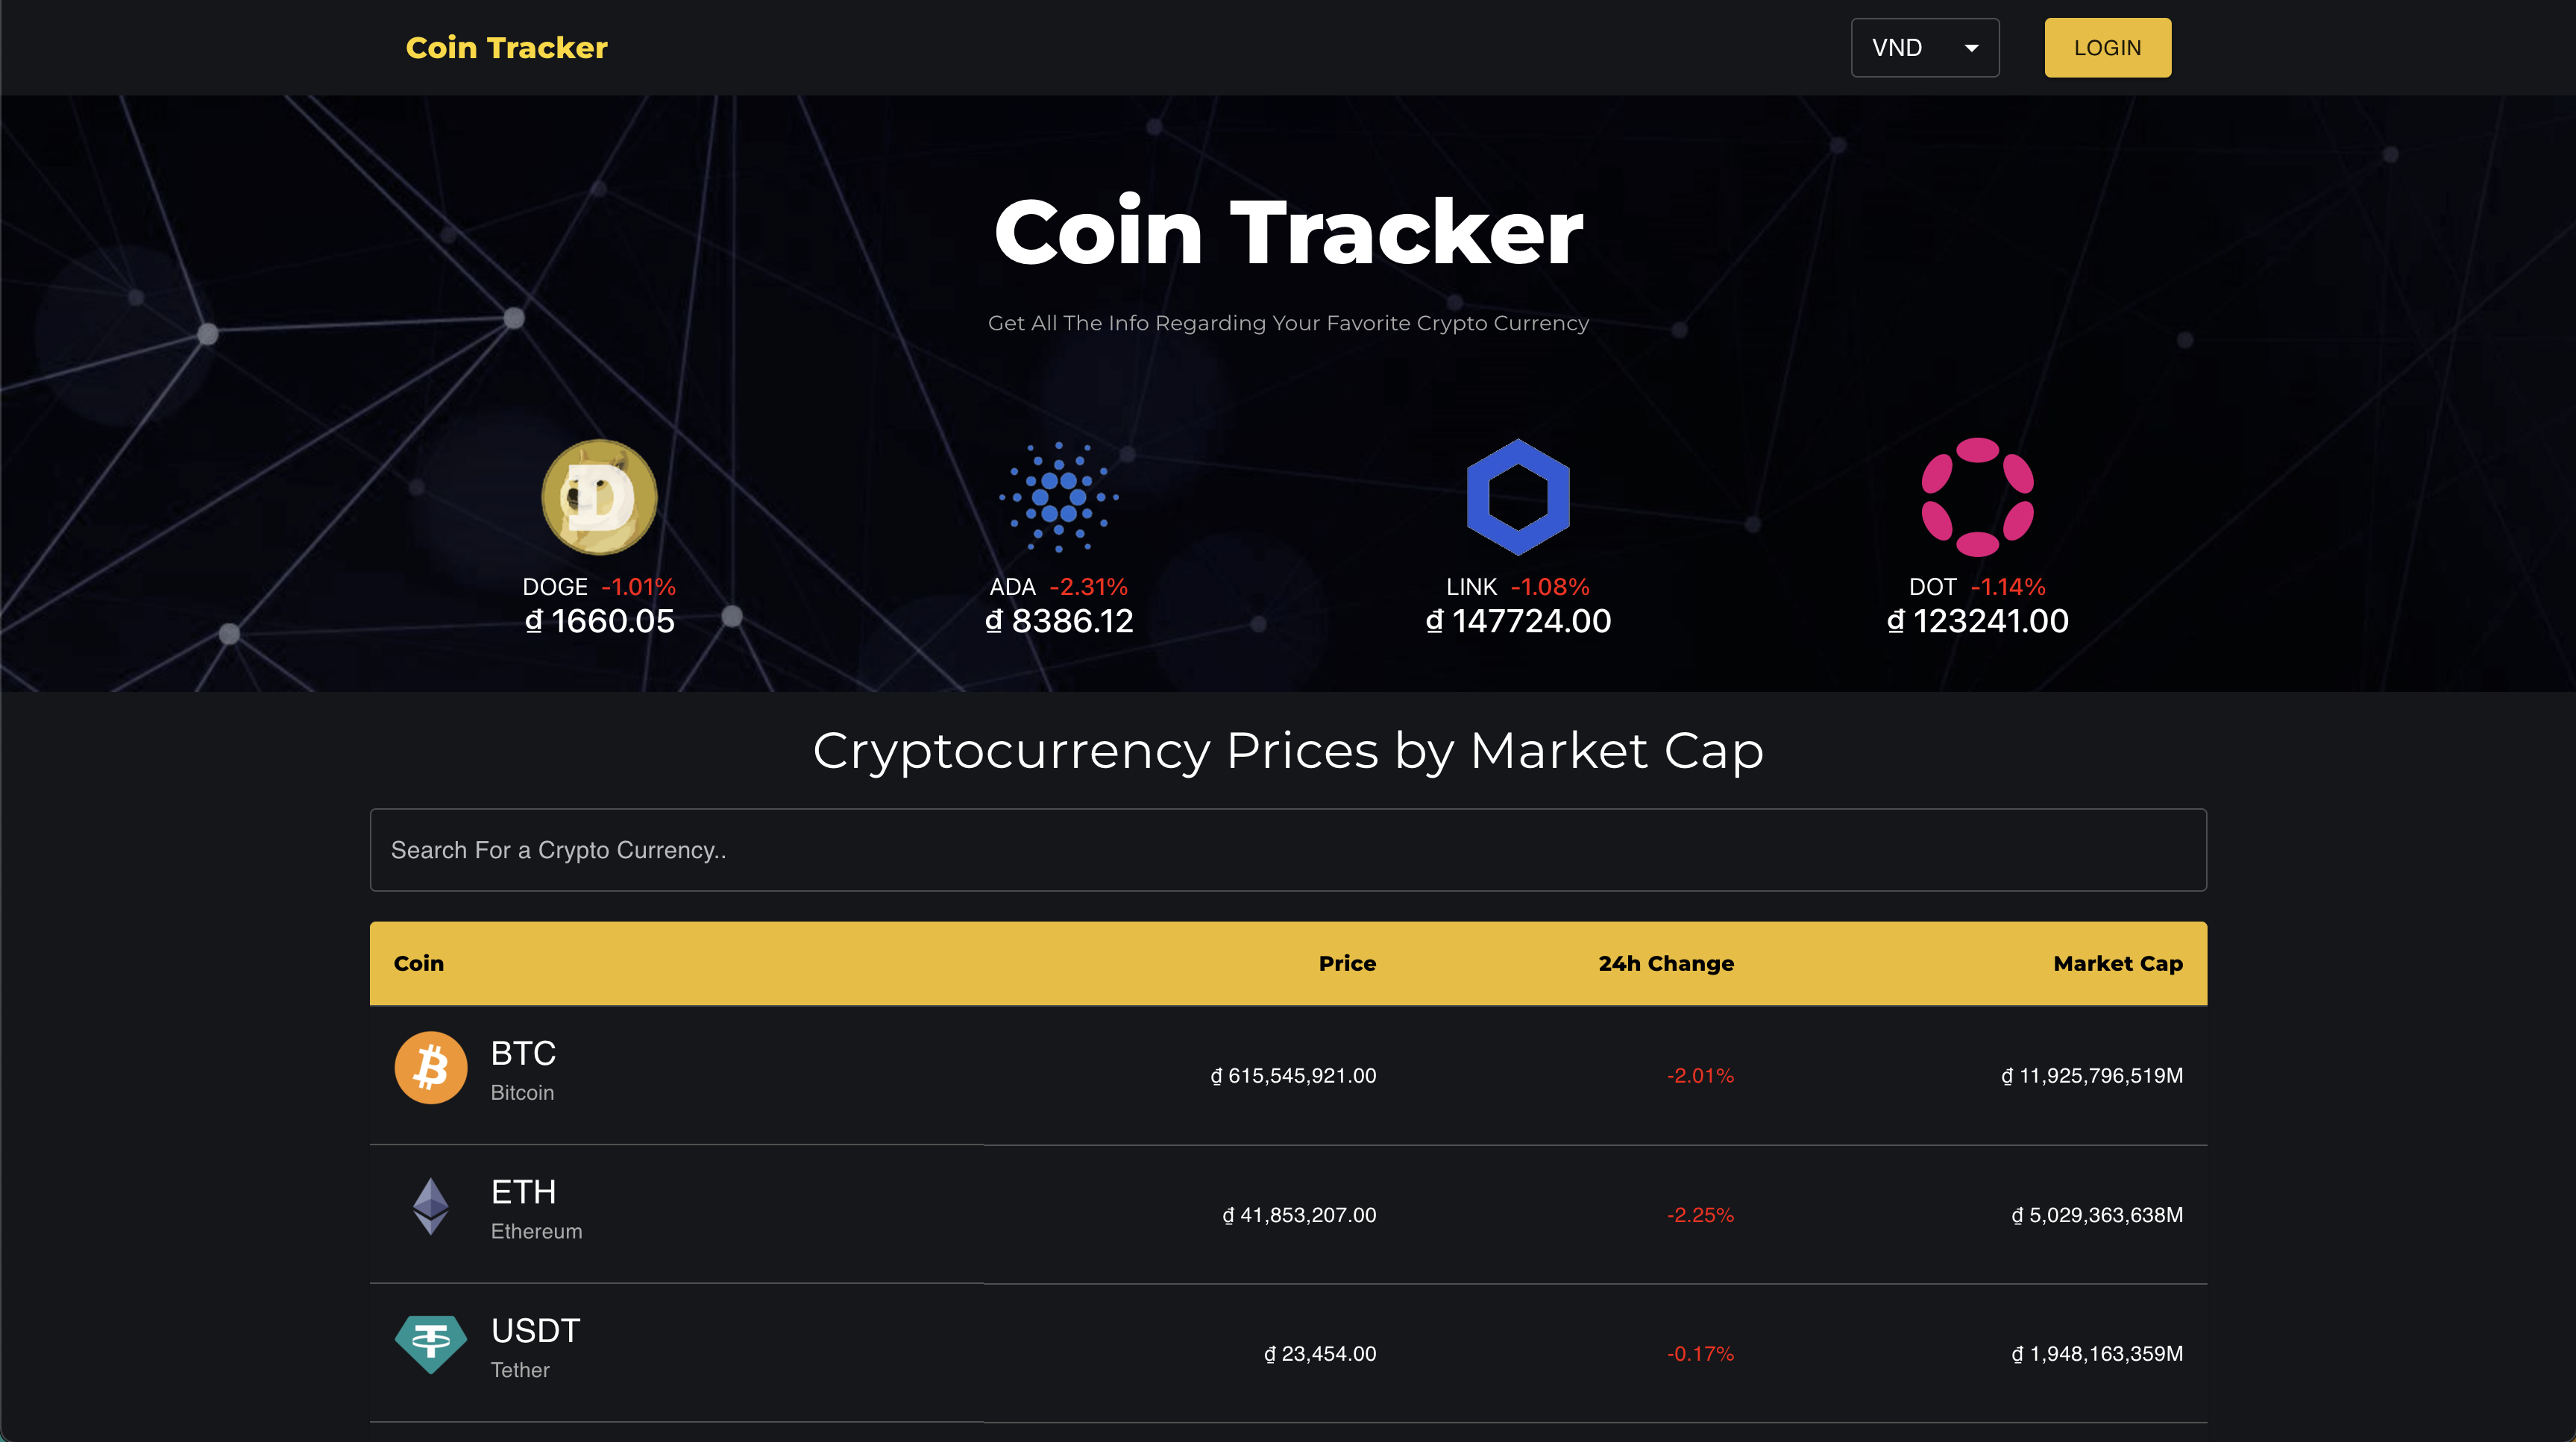 Coin Tracker
VND
LOGIN
Coin Tracker
Get All The Info Regarding Your Favorite Crypto Currency
DOGE -1.01%
₫ 1660.05
ADA -2.31%
₫ 8386.12
LINK -1.08%
₫ 147724.00
DOT -1.14%
₫ 123241.00
Cryptocurrency Prices by Market Cap
Search For a Crypto Currency..
Coin Price 24h Change Market Cap
BTC
Bitcoin
₫ 615,545,921.00 -2.01% ₫ 11,925,796,519M
ETH
Ethereum
₫ 41,853,207.00 -2.25% ₫ 5,029,363,638M
USDT
Tether
₫ 23,454.00 -0.17% ₫ 1,948,163,359M